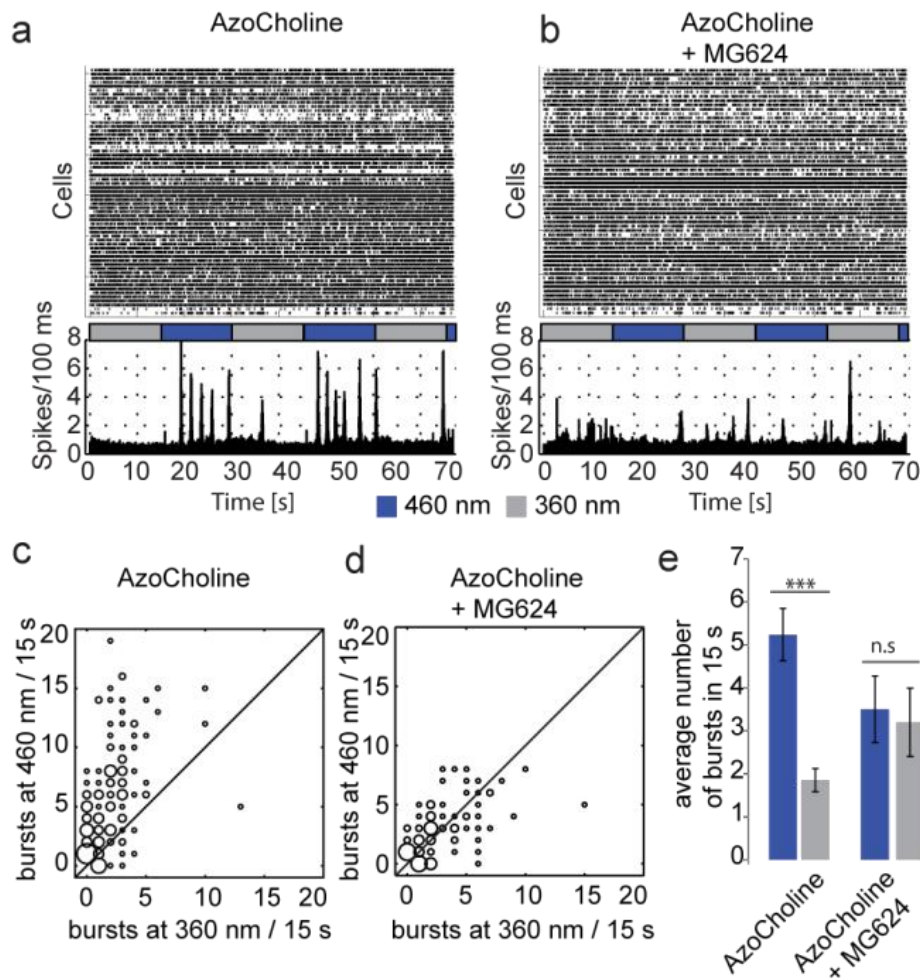 a
AzoCholine
Cells
Spikes/100 ms
8
6
4
2
0
0 10 20 30 40 50 60 70
Time [s]
b
AzoCholine
+ MG624
8
6
4
2
0
0 10 20 30 40 50 60 70
Time [s]
460 nm 360 nm
c
AzoCholine
bursts at 460 nm / 15 s
20
15
10
5
0
0 5 10 15 20
bursts at 360 nm / 15 s
d
AzoCholine
+ MG624
bursts at 460 nm / 15 s
20
15
10
5
0
0 5 10 15 20
bursts at 360 nm / 15 s
e
average number
of bursts in 15 s
7
6
5
4
3
2
1
0
***
n.s
AzoCholine
AzoCholine
+ MG624